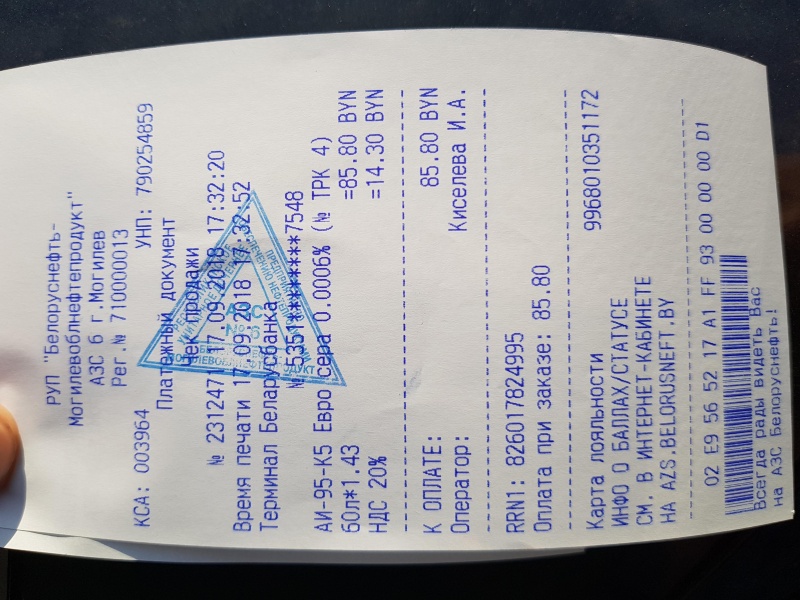 РУП "Белоруснефть-
Могилевоблнефтепродукт"
АЗС 6 г.Могилев
Рег.№ 710000013
КСА: 003964 УНП: 790254859
Платежный документ
Чек продажи
№ 231247 17.09.2018 17:32:20
Время печати 17.09.2018 17:32:52
Терминал Беларусбанка
№ 5351********7548
АИ-95-К5 Евро сера 0.0006% (№ ТРК 4)
60л*1.43 =85.80 BYN
НДС 20% =14.30 BYN
К ОПЛАТЕ: 85.80 BYN
Оператор: Киселева И.А.
RRN1: 826017824995
Оплата при заказе: 85.80
Карта лояльности 9968010351172
ИНФО О БАЛЛАХ/СТАТУСЕ
СМ. В ИНТЕРНЕТ-КАБИНЕТЕ
НА AZS.BELORUSNEFT.BY
02 E9 56 52 17 A1 FF 93 00 00 00 D1
Всегда рады видеть Вас
на АЗС Белоруснефть!